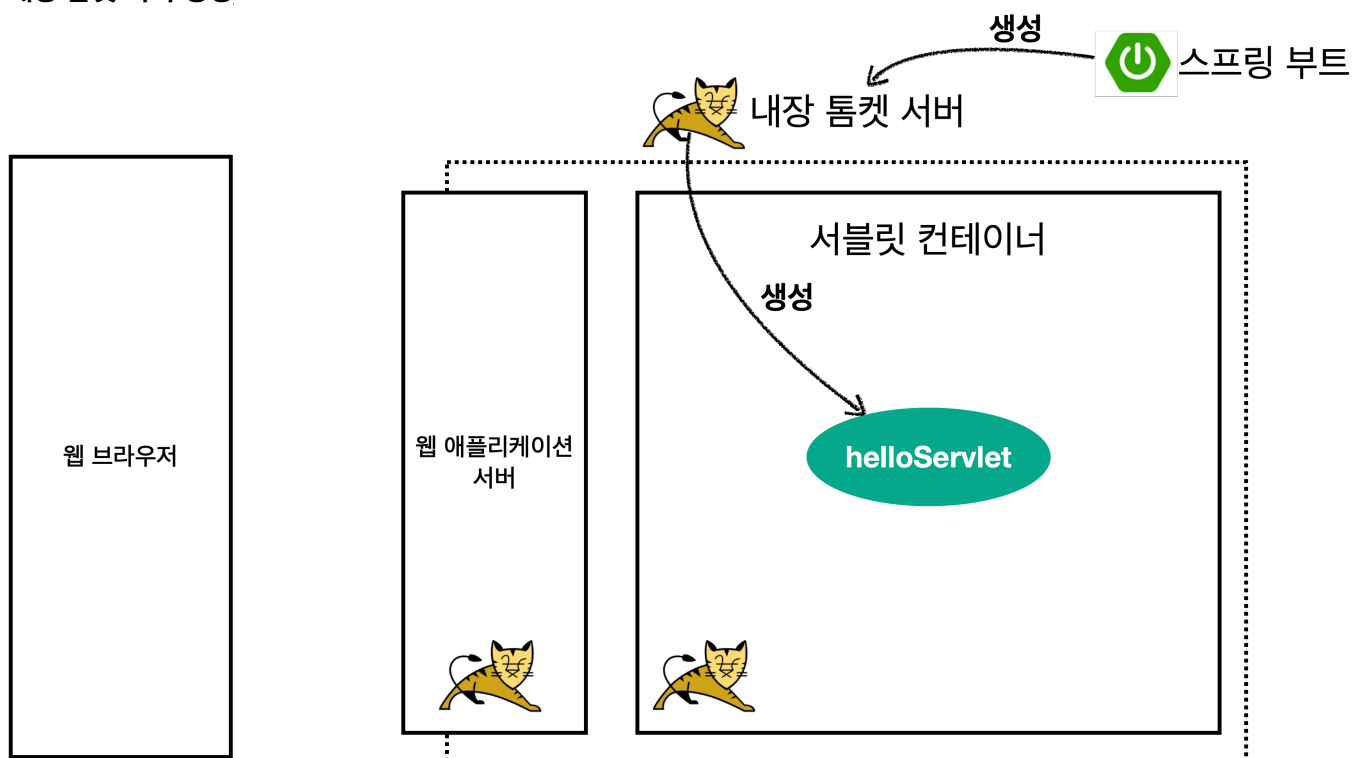 생성
스프링 부트
내장 톰켓 서버
서블릿 컨테이너
생성
웹 브라우저
웹 애플리케이션
서버
helloServlet